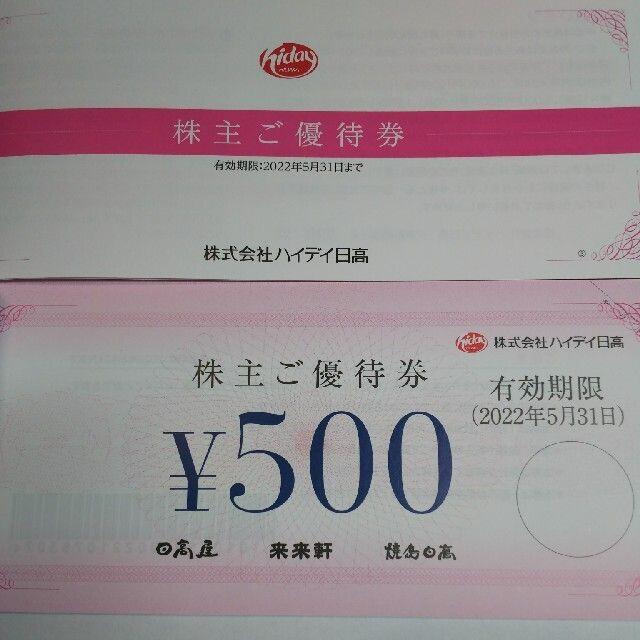 hiday
株主ご優待券
有効期限:2022年5月31日まで
株式会社ハイデイ日高
hiday 株式会社ハイデイ日高
株主ご優待券
有効期限
(2022年5月31日)
¥500
日高屋 来来軒 焼鳥日高